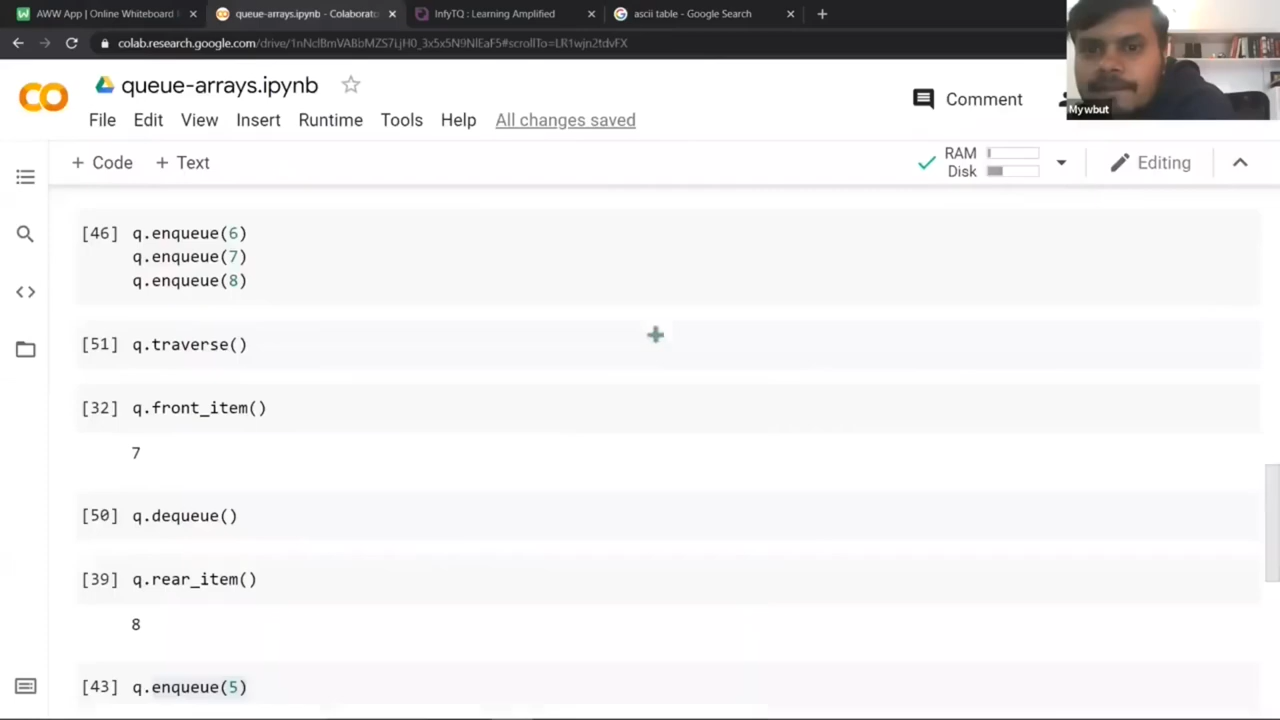 AWW App | Online Whiteboard
queue-arrays.ipynb - Colaborato
InfyTQ : Learning Amplified
ascii table - Google Search
colab.research.google.com/drive/1nNclBmVABbMZS7LjH0_3x5x5N9NlEaF5#scrollTo=LR1wjn2tdvFX
Mywbut
CO
queue-arrays.ipynb
Comment
File Edit View Insert Runtime Tools Help All changes saved
+ Code + Text
RAM
Disk
Editing
[46] q.enqueue(6)
q.enqueue(7)
q.enqueue(8)
[51] q.traverse()
[32] q.front_item()
7
[50] q.dequeue()
[39] q.rear_item()
8
[43] q.enqueue(5)